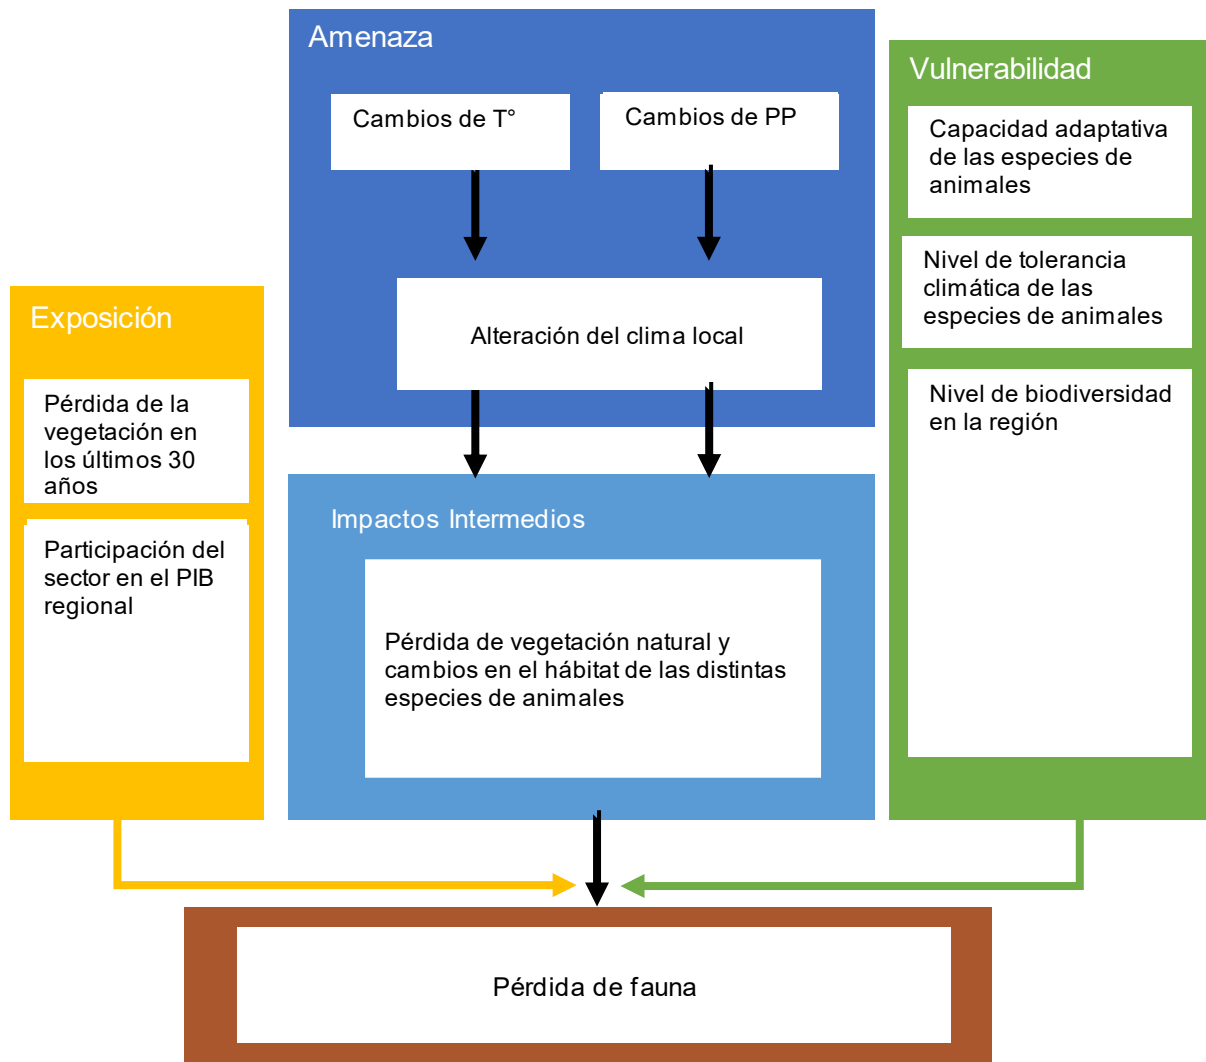 Amenaza
Cambios de T°
Cambios de PP
Alteración del clima local
Vulnerabilidad
Capacidad adaptativa
de las especies de
animales
Nivel de tolerancia
climática de las
especies de animales
Nivel de biodiversidad
en la región
Exposición
Pérdida de la
vegetación en
los últimos 30
años
Participación del
sector en el PIB
regional
Impactos Intermedios
Pérdida de vegetación natural y
cambios en el hábitat de las distintas
especies de animales
Pérdida de fauna